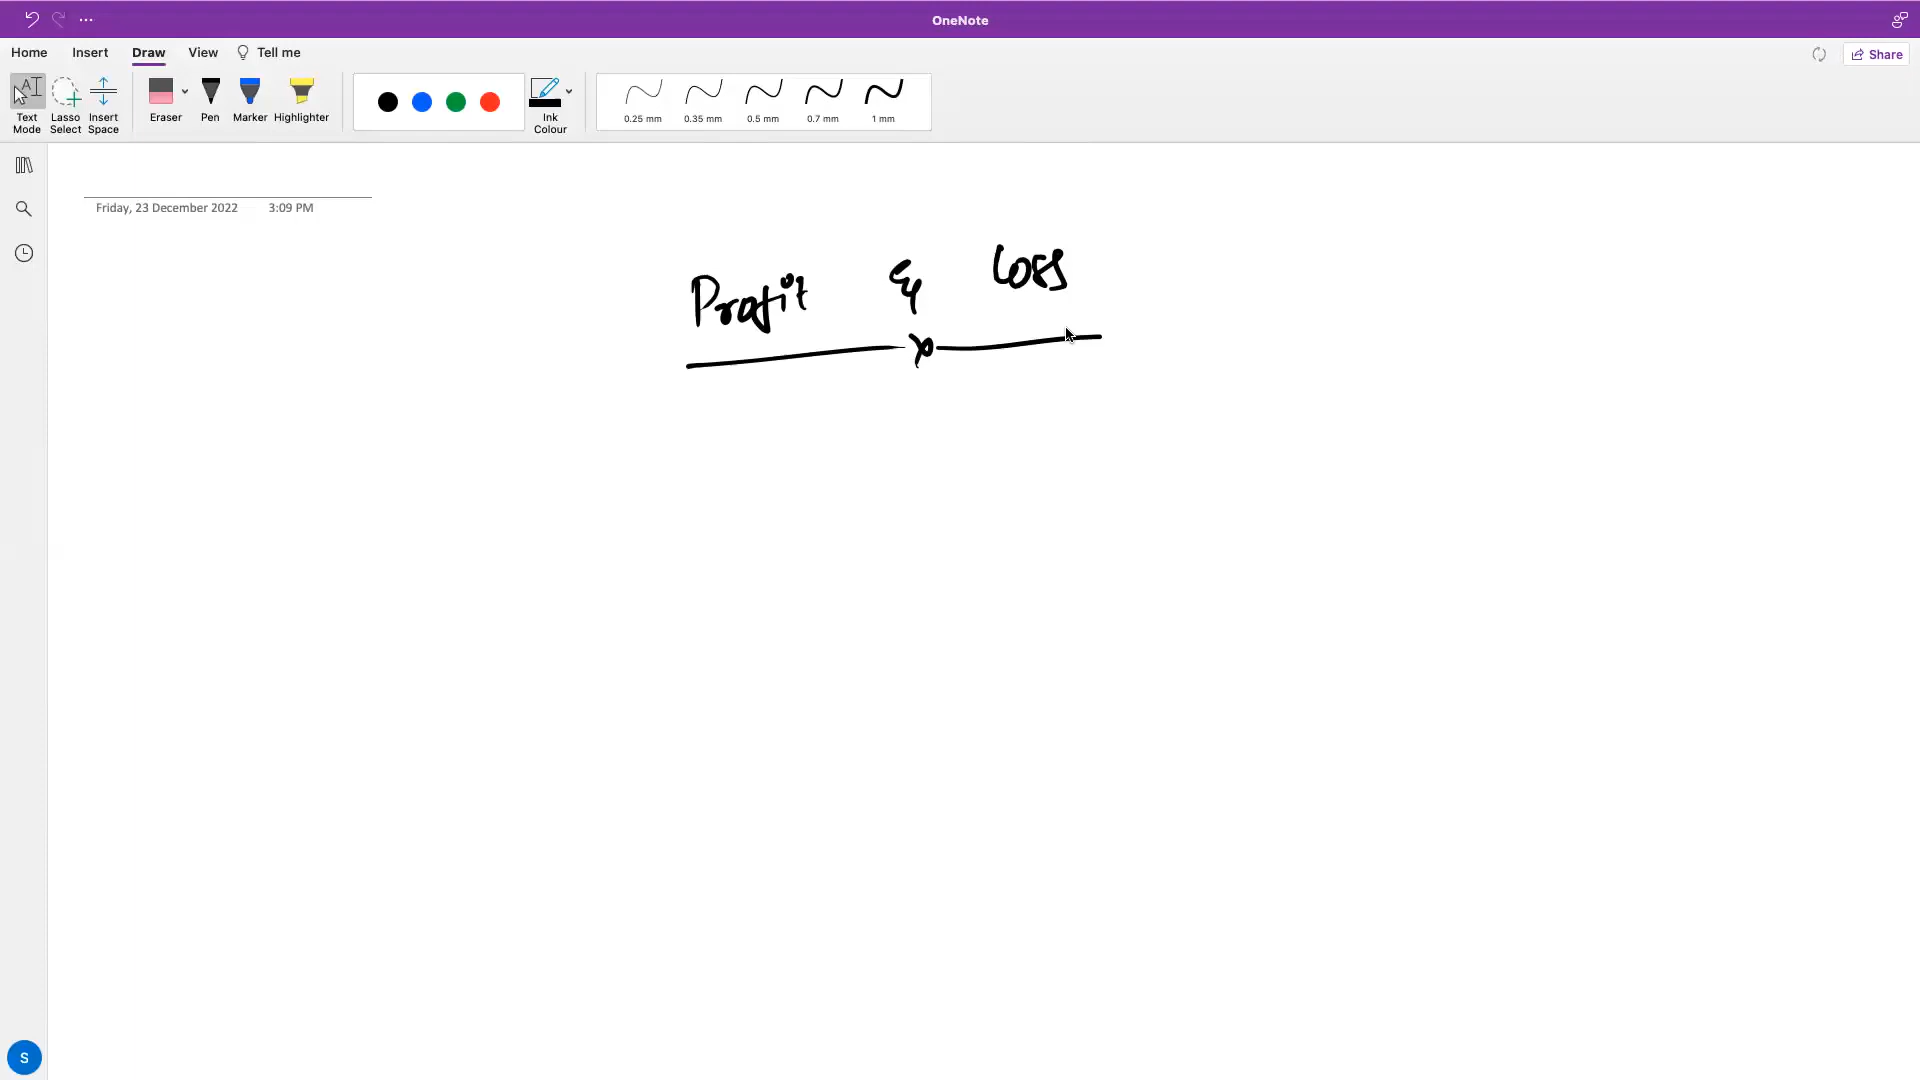 OneNote
Home Insert Draw View Tell me
Share
Text Mode
Lasso Select
Insert Space
Eraser
Pen
Marker
Highlighter
Ink Colour
0.25 mm
0.35 mm
0.5 mm
0.7 mm
1 mm
Friday, 23 December 2022 3:09 PM
Profit & Loss
S